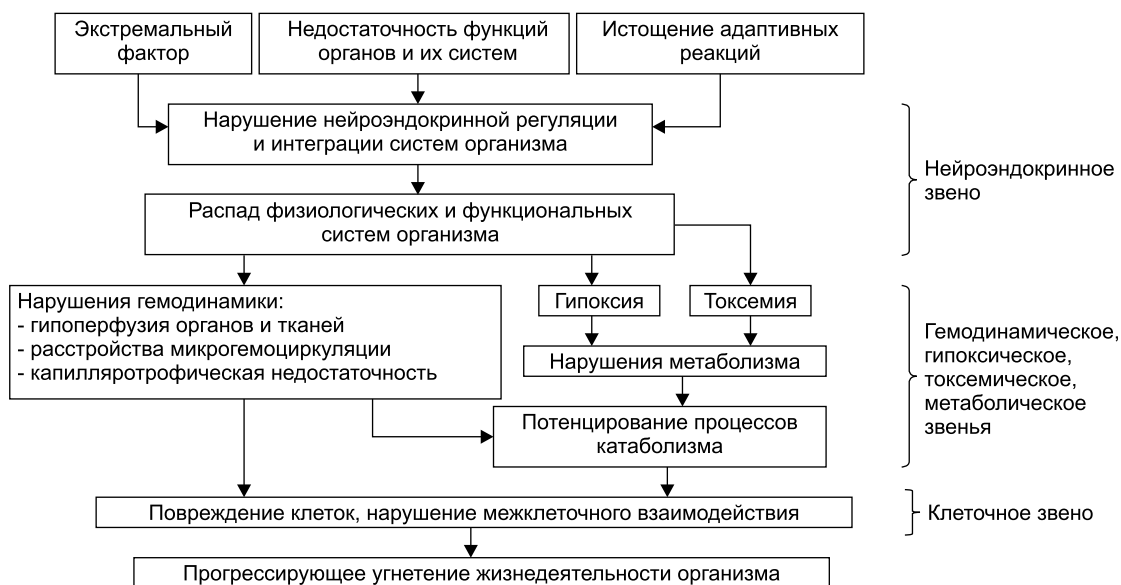 Экстремальный
фактор
Недостаточность функций
органов и их систем
Истощение адаптивных
реакций
Нарушение нейроэндокринной регуляции
и интеграции систем организма
Распад физиологических и функциональных
систем организма
Нейроэндокринное
звено
Нарушения гемодинамики:
- гипоперфузия органов и тканей
- расстройства микрогемоциркуляции
- капилляротрофическая недостаточность
Гипоксия
Токсемия
Нарушения метаболизма
Потенцирование процессов
катаболизма
Гемодинамическое,
гипоксическое,
токсемическое,
метаболическое
звенья
Повреждение клеток, нарушение межклеточного взаимодействия
Клеточное звено
Прогрессирующее угнетение жизнедеятельности организма